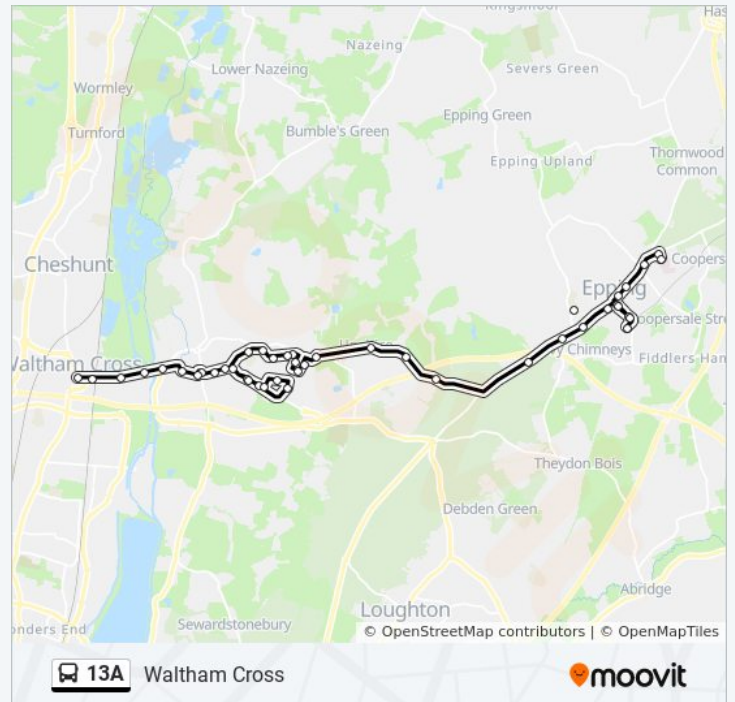 Kingsmoor
Has
Nazeing
Lower Nazeing
Severs Green
Wormley
Epping Green
Turnford
Bumble's Green
Epping Upland
Thornwood
Common
Cheshunt
Coopers
Epping
oopersale Stre
Waltham Cross
y Chimneys
Fiddlers Ham
Theydon Bois
Debden Green
Abridge
Loughton
onders End
Sewardstonebury
© OpenStreetMap contributors | © OpenMapTiles
13A Waltham Cross
moovit